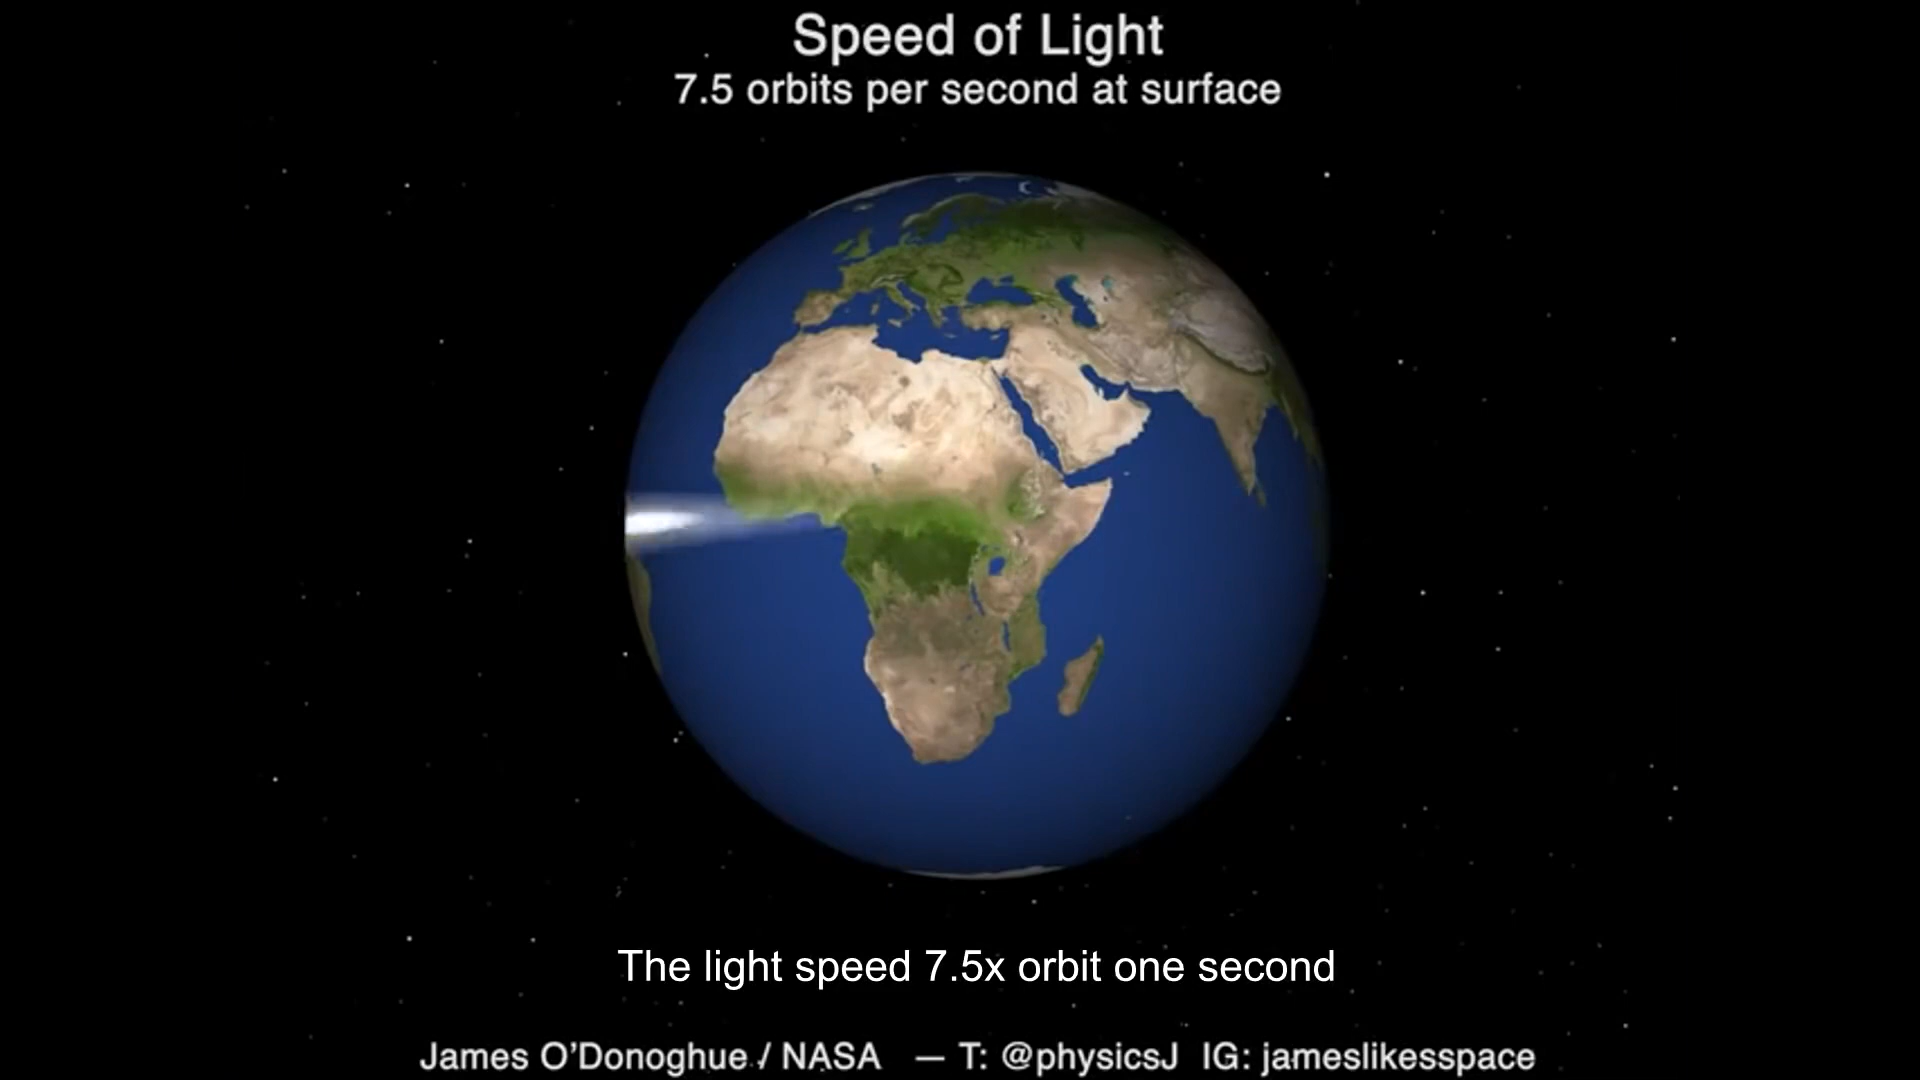 Speed of Light
7.5 orbits per second at surface
The light speed 7.5x orbit one second
James O’Donoghue / NASA — T: @physicsJ IG: jameslikesspace